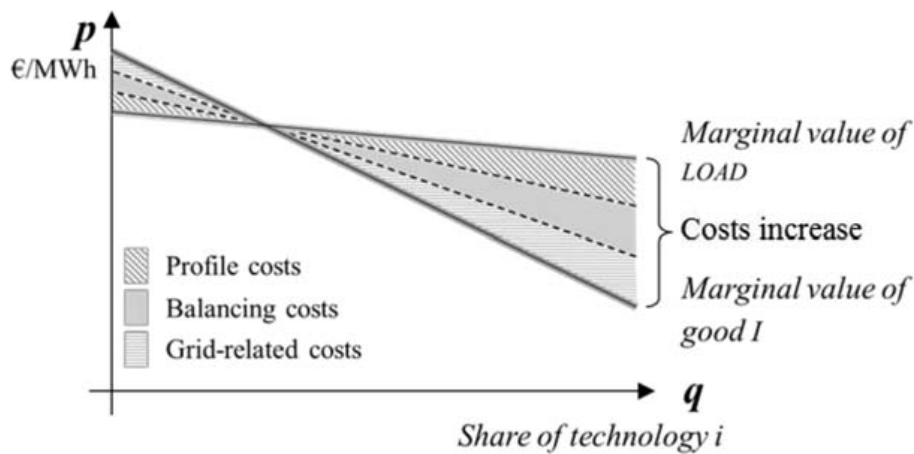 p
€/MWh
Marginal value of
LOAD
Costs increase
Profile costs
Balancing costs
Marginal value of
good I
Grid-related costs
q
Share of technology i